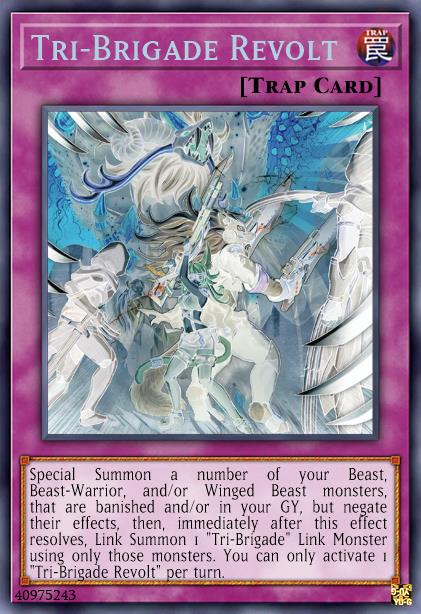 Tri-Brigade Revolt
TRAP
罠
[Trap Card]
Special Summon a number of your Beast,
Beast-Warrior, and/or Winged Beast monsters,
that are banished and/or in your GY, but negate
their effects, then, immediately after this effect
resolves, Link Summon 1 "Tri-Brigade" Link Monster
using only those monsters. You can only activate 1
"Tri-Brigade Revolt" per turn.
40975243